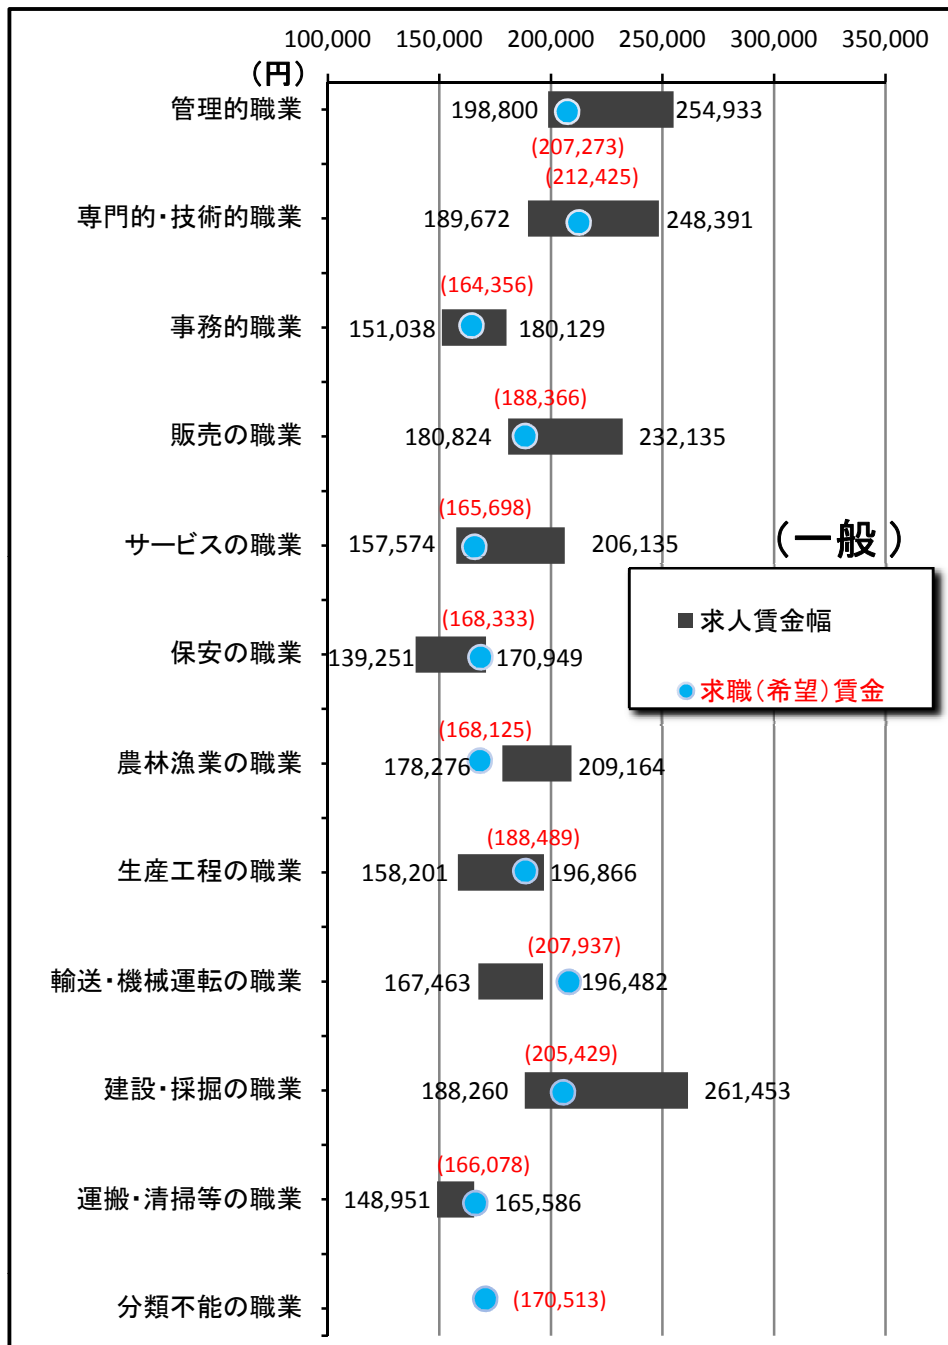 100,000 150,000 200,000 250,000 300,000 350,000
(円)
管理的職業 198,800 254,933
(207,273)
(212,425)
専門的・技術的職業 189,672 248,391
(164,356)
事務的職業 151,038 180,129
(188,366)
販売の職業 180,824 232,135
(165,698)
サービスの職業 157,574 206,135
(一般)
求人賃金幅
(168,333)
保安の職業 139,251 170,949
求職(希望)賃金
(168,125)
農林漁業の職業 178,276 209,164
(188,489)
生産工程の職業 158,201 196,866
(207,937)
輸送・機械運転の職業 167,463 196,482
(205,429)
建設・採掘の職業 188,260 261,453
(166,078)
運搬・清掃等の職業 148,951 165,586
分類不能の職業 (170,513)